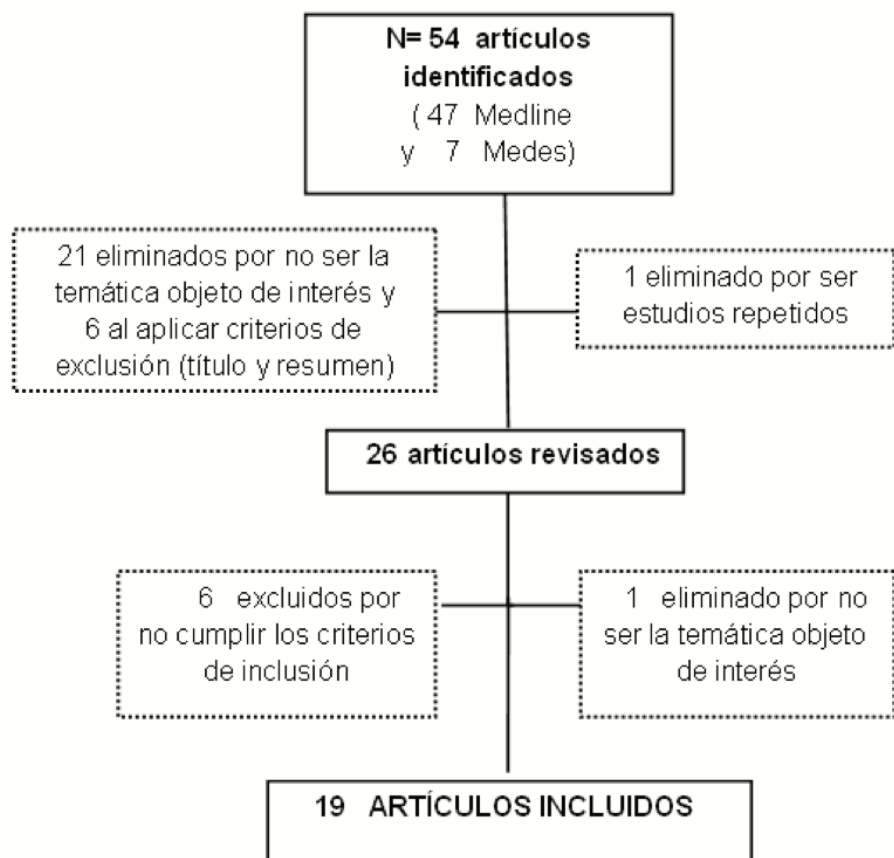 N= 54 artículos
identificados
( 47 Medline
y 7 Medes)
21 eliminados por no ser la
temática objeto de interés y
6 al aplicar criterios de
exclusión (título y resumen)
1 eliminado por ser
estudios repetidos
26 artículos revisados
6 excluidos por
no cumplir los criterios
de inclusión
1 eliminado por no
ser la temática objeto
de interés
19 ARTÍCULOS INCLUIDOS